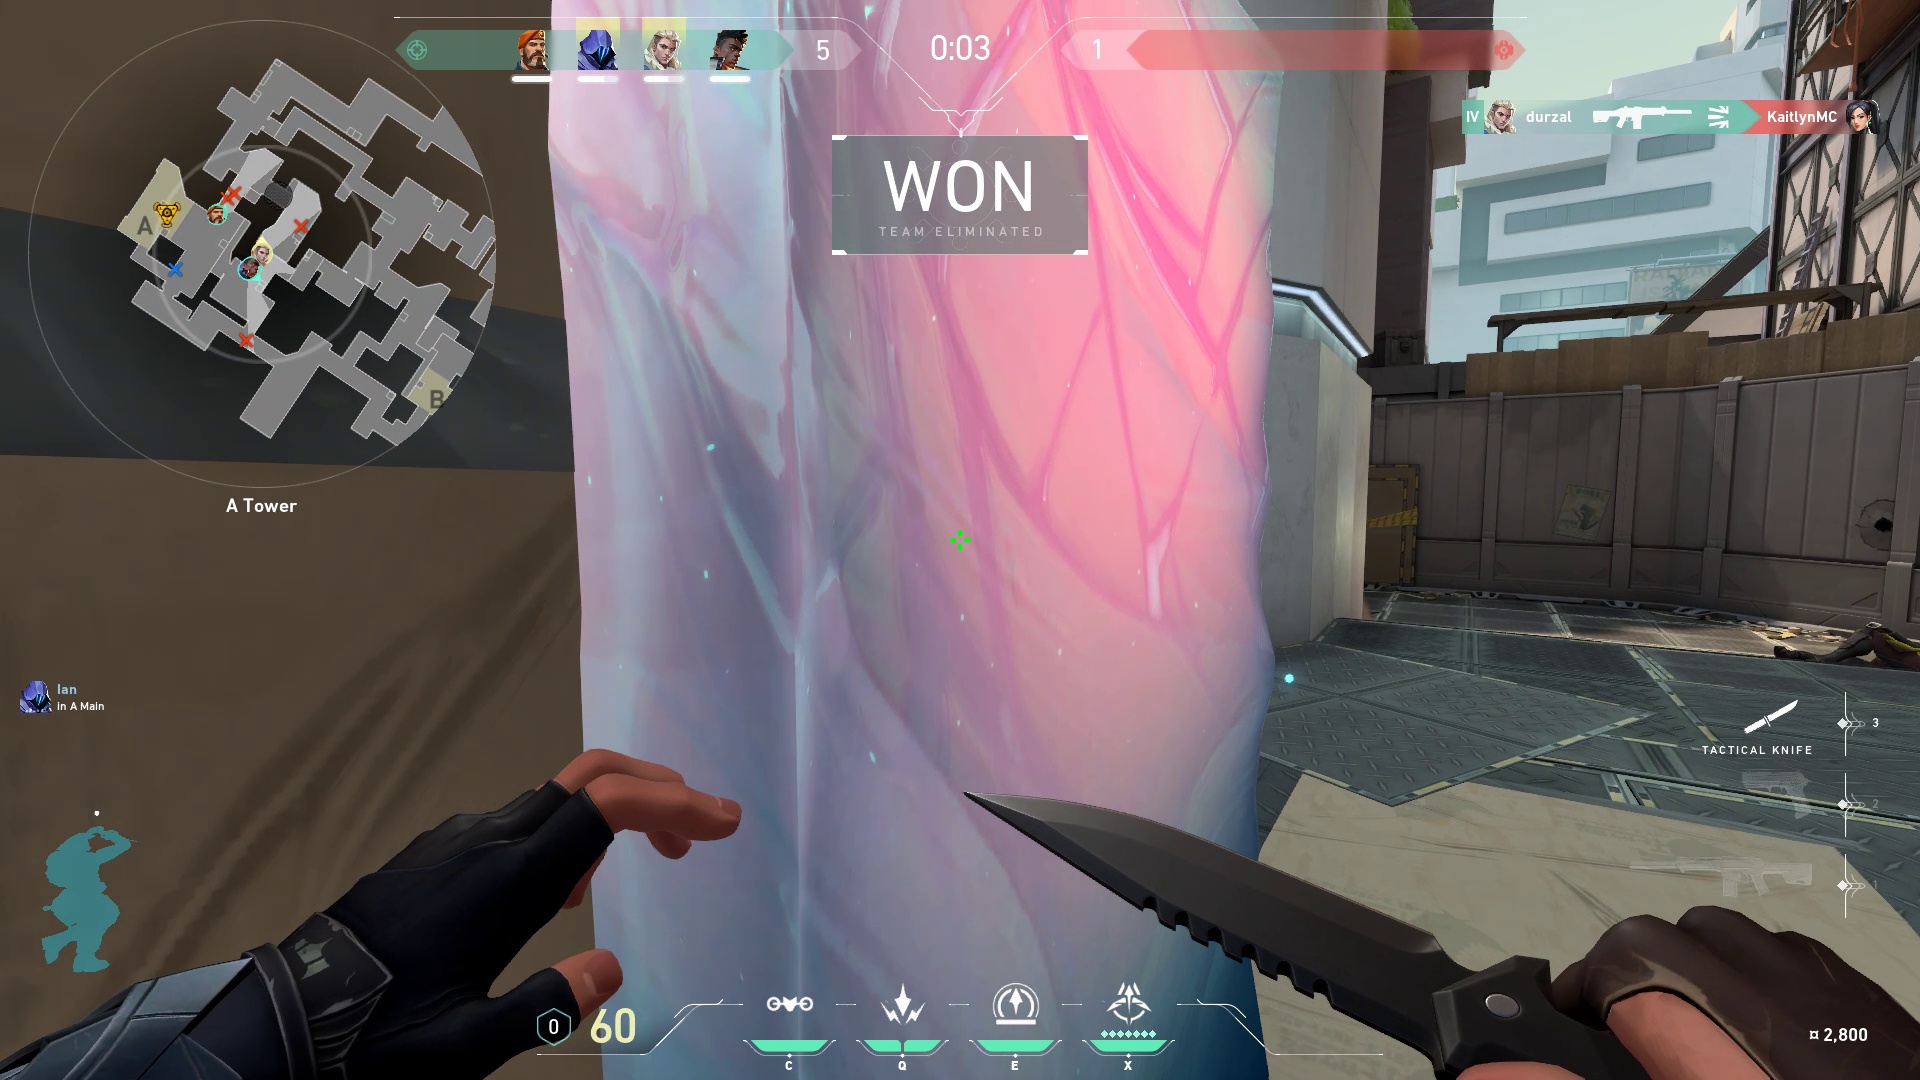 5
0:03
1
IV durzal KaitlynMC
WON
TEAM ELIMINATED
A
B
A Tower
Ian
in A Main
3
TACTICAL KNIFE
2
1
0 60
C Q E X
¤ 2,800